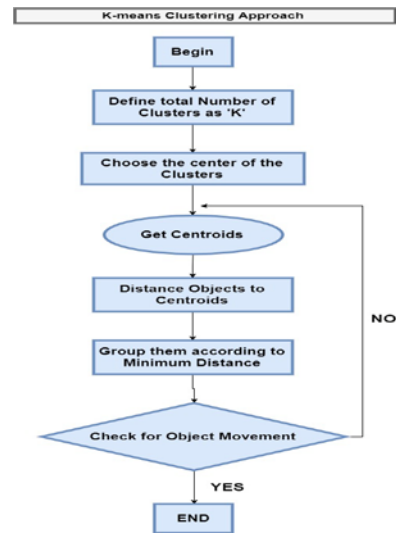 K-means Clustering Approach
Begin
Define total Number of
Clusters as 'K'
Choose the center of the
Clusters
Get Centroids
Distance Objects to
Centroids
NO
Group them according to
Minimum Distance
Check for Object Movement
YES
END